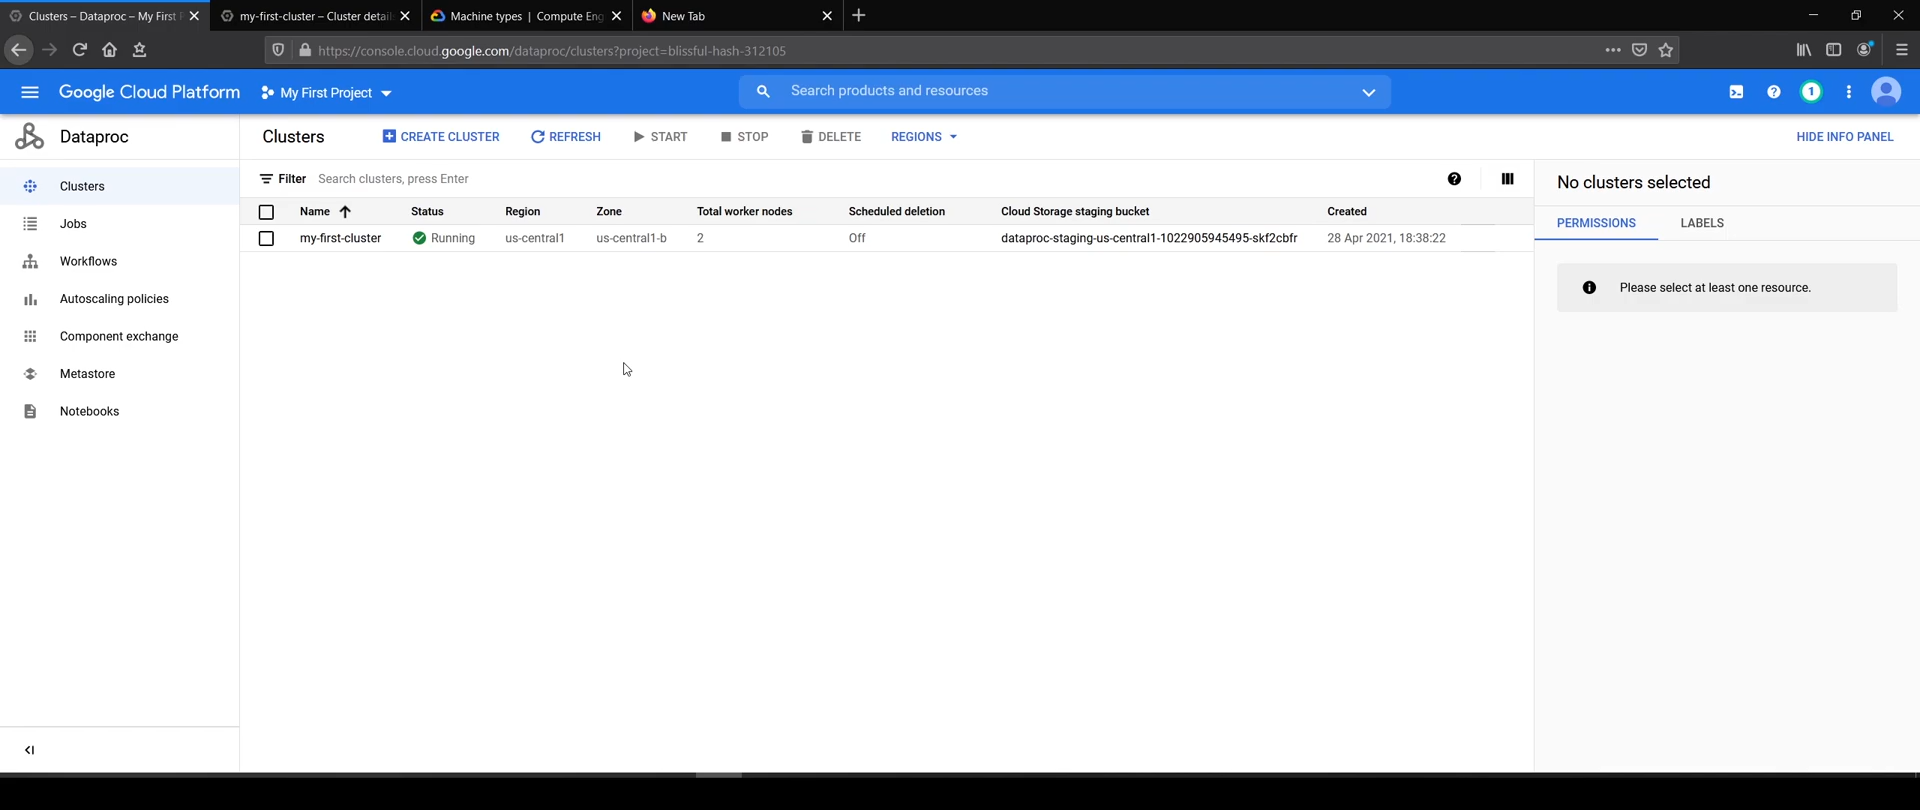 Clusters – Dataproc – My First P
my-first-cluster – Cluster detail
Machine types | Compute Eng
New Tab
https://console.cloud.google.com/dataproc/clusters?project=blissful-hash-312105
Google Cloud Platform
My First Project
Search products and resources
1
Dataproc
Clusters
CREATE CLUSTER
REFRESH
START
STOP
DELETE
REGIONS
HIDE INFO PANEL
Clusters
Jobs
Workflows
Autoscaling policies
Component exchange
Metastore
Notebooks
Filter Search clusters, press Enter
Name Status Region Zone Total worker nodes Scheduled deletion Cloud Storage staging bucket Created
my-first-cluster Running us-central1 us-central1-b 2 Off dataproc-staging-us-central1-1022905945495-skf2cbfr 28 Apr 2021, 18:38:22
No clusters selected
PERMISSIONS LABELS
Please select at least one resource.